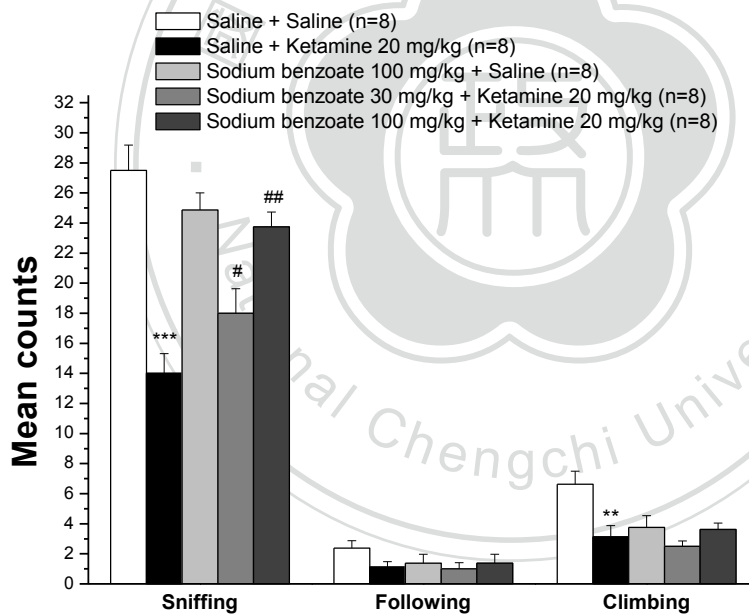 Saline + Saline (n=8)
Saline + Ketamine 20 mg/kg (n=8)
Sodium benzoate 100 mg/kg + Saline (n=8)
Sodium benzoate 30 mg/kg + Ketamine 20 mg/kg (n=8)
Sodium benzoate 100 mg/kg + Ketamine 20 mg/kg (n=8)
Mean counts
32
30
28
26
24
22
20
18
16
14
12
10
8
6
4
2
0
***
#
##
**
Sniffing Following Climbing
Chengchi